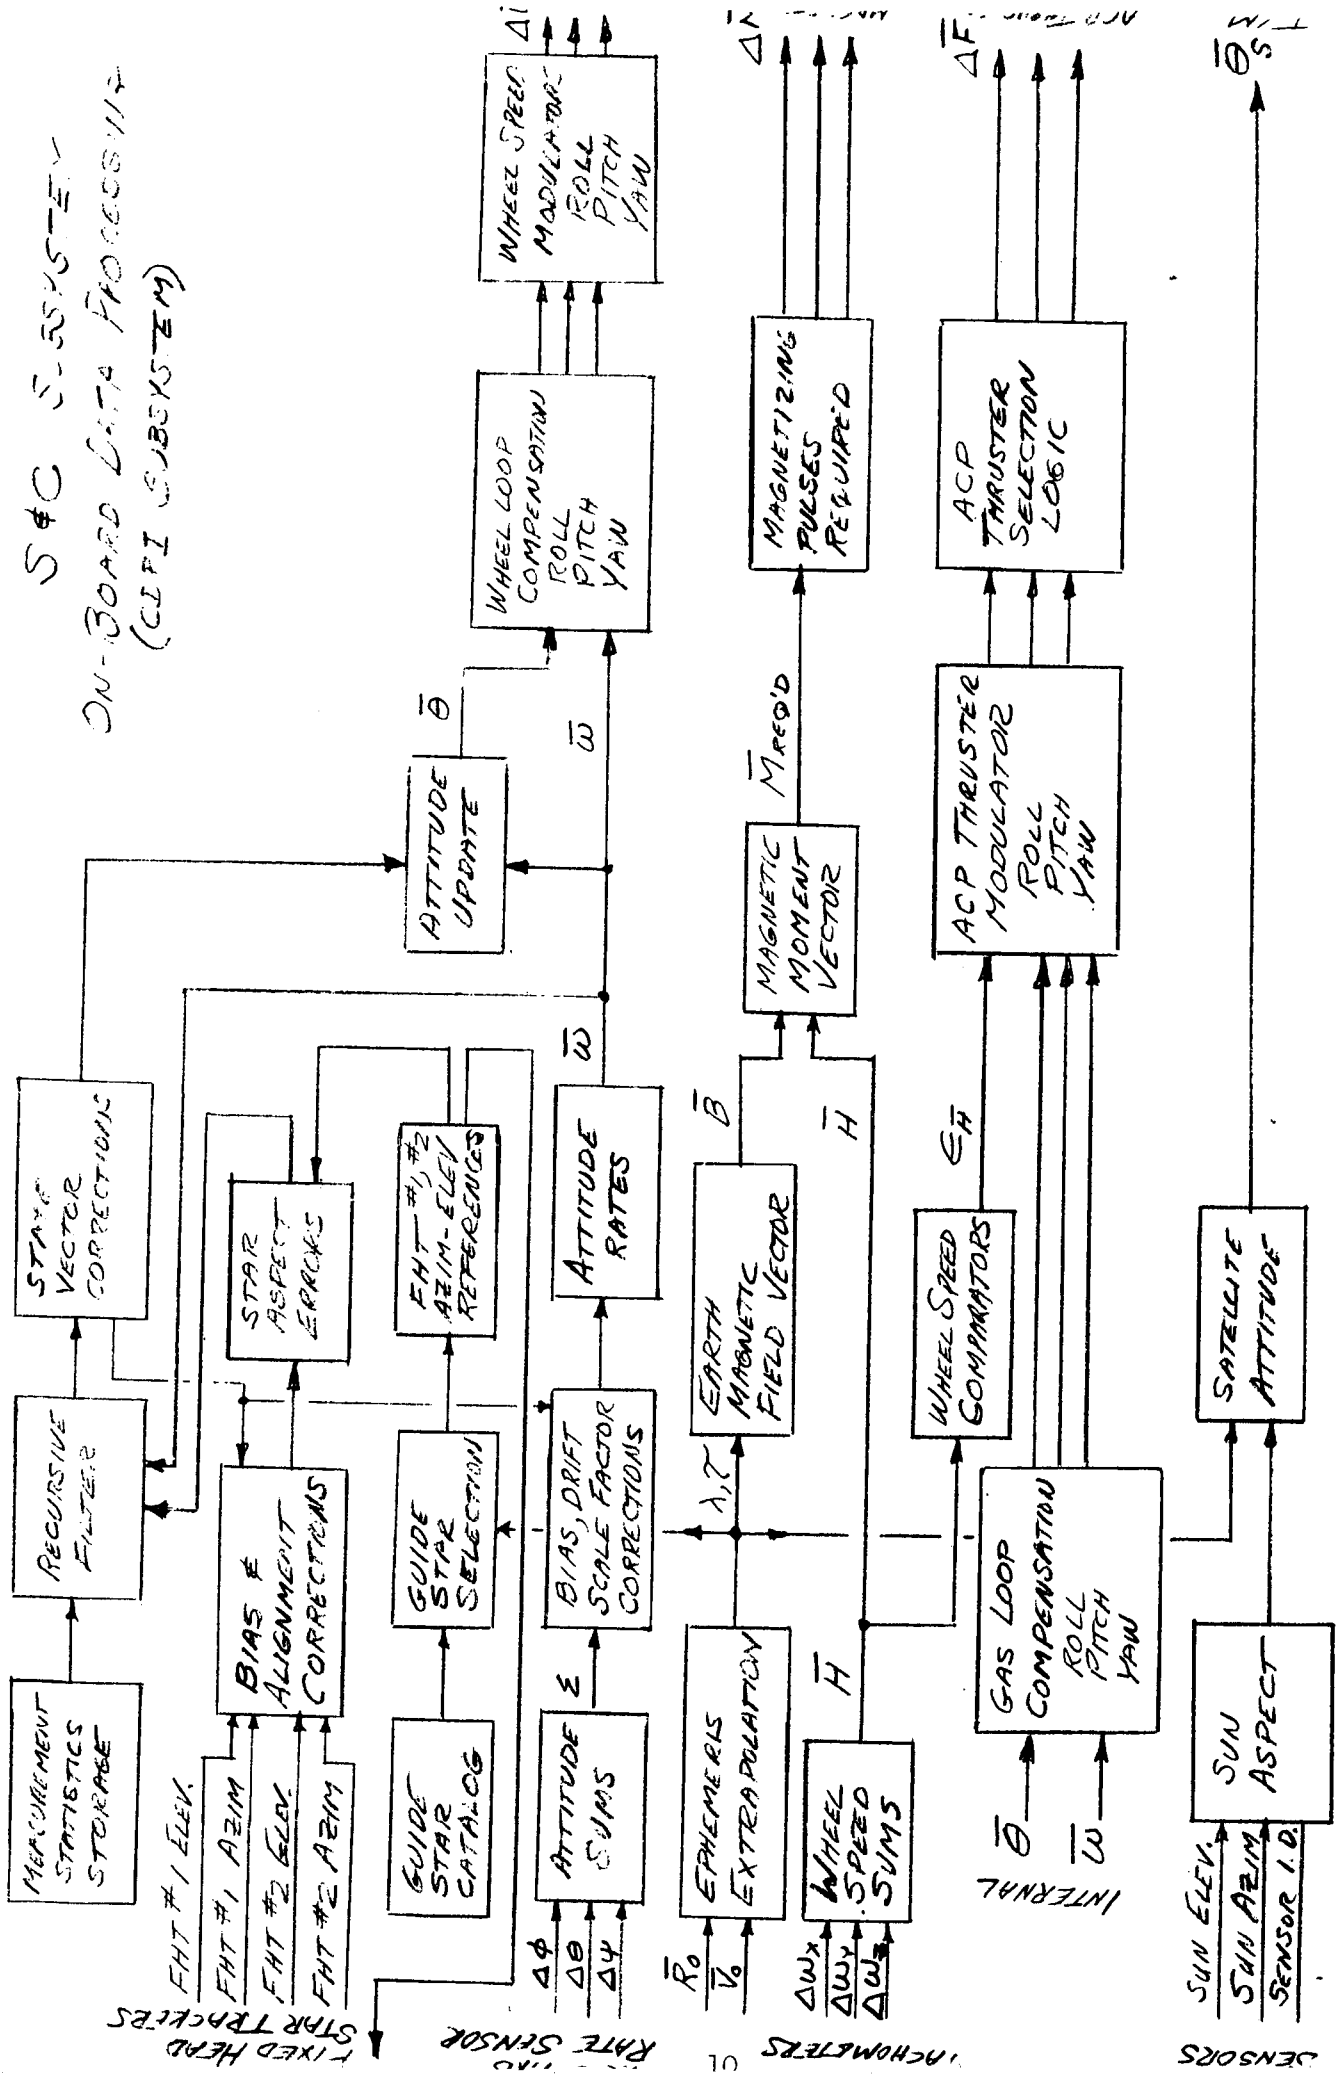 S & C SUBSYSTEM
ON-BOARD DATA PROCESSING
(CDPI SUBSYSTEM)
MEASUREMENT
STATISTICS
STORAGE
RECURSIVE
FILTER
STATE
VECTOR
CORRECTIONS
FHT #1 ELEV.
FHT #1 AZIM
FHT #2 ELEV.
FHT #2 AZIM
FIXED HEAD
STAR TRACKERS
BIAS &
ALIGNMENT
CORRECTIONS
STAR
ASPECT
ERRORS
GUIDE
STAR
CATALOG
GUIDE
STAR
SELECTION
FHT #1, #2
AZIM-ELEV
REFERENCES
ATTITUDE
UPDATE
θ̅
ω̅
WHEEL LOOP
COMPENSATION
ROLL
PITCH
YAW
WHEEL SPEED
MODULATORS
ROLL
PITCH
YAW
Δi
RATE SENSOR
Δφ
Δθ
Δψ
ATTITUDE
SUMS
Σ
BIAS, DRIFT
SCALE FACTOR
CORRECTIONS
ATTITUDE
RATES
ω̅
R̅o
V̅o
EPHEMERIS
EXTRAPOLATION
λ,τ
EARTH
MAGNETIC
FIELD VECTOR
B̅
H̅
MAGNETIC
MOMENT
VECTOR
M̅REQ'D
MAGNETIZING
PULSES
REQUIRED
TACHOMETERS
Δωx
Δωy
Δωz
WHEEL
SPEED
SUMS
H̅
WHEEL SPEED
COMPARATORS
ϵH̅
INTERNAL
θ̅
ω̅
GAS LOOP
COMPENSATION
ROLL
PITCH
YAW
ACP THRUSTER
MODULATOR
ROLL
PITCH
YAW
ACP
THRUSTER
SELECTION
LOGIC
ΔF̅
SENSORS
SUN ELEV.
SUN AZIM
SENSOR I.D.
SUN
ASPECT
SATELLITE
ATTITUDE
θ̅s
T/M
10